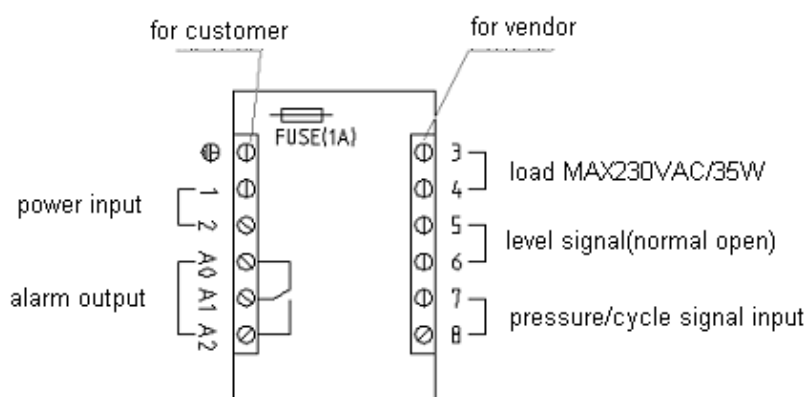 for customer
for vendor
FUSE(1A)
3
load MAX230VAC/35W
4
power input
1
2
5
level signal(normal open)
6
alarm output
A0
A1
A2
7
pressure/cycle signal input
8